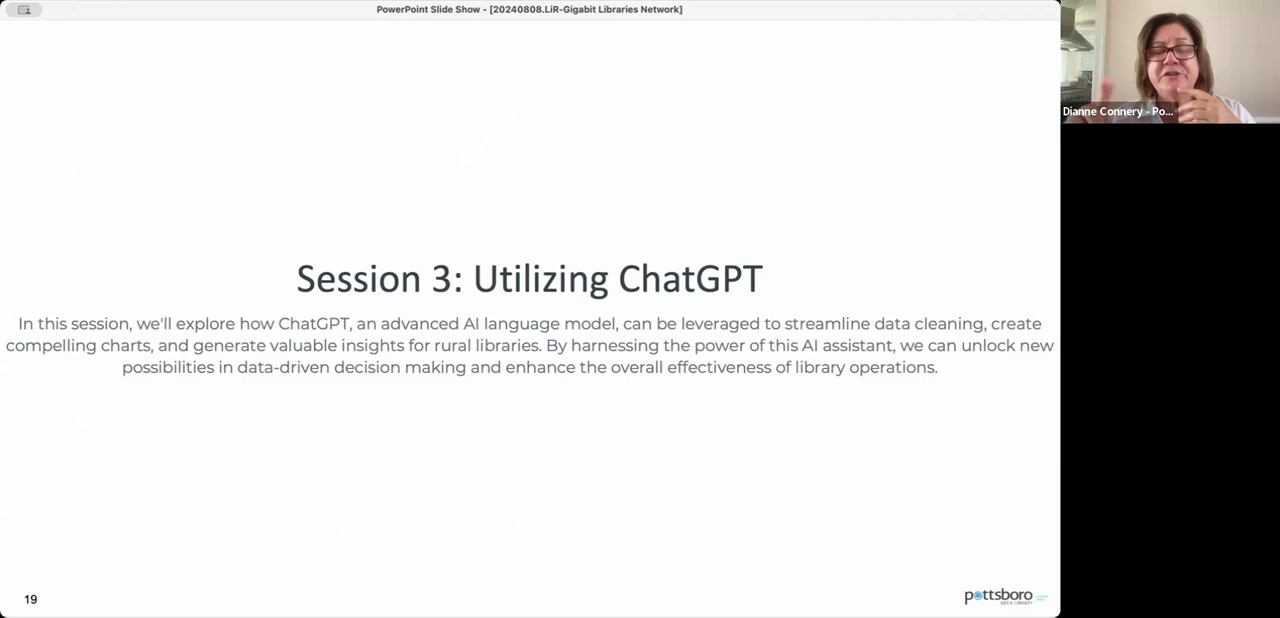 PowerPoint Slide Show - [20240808.LiR-Gigabit Libraries Network]
Dianne Connery - Po...
Session 3: Utilizing ChatGPT
In this session, we'll explore how ChatGPT, an advanced AI language model, can be leveraged to streamline data cleaning, create
compelling charts, and generate valuable insights for rural libraries. By harnessing the power of this AI assistant, we can unlock new
possibilities in data-driven decision making and enhance the overall effectiveness of library operations.
19
pottsboro
AREA LIBRARY